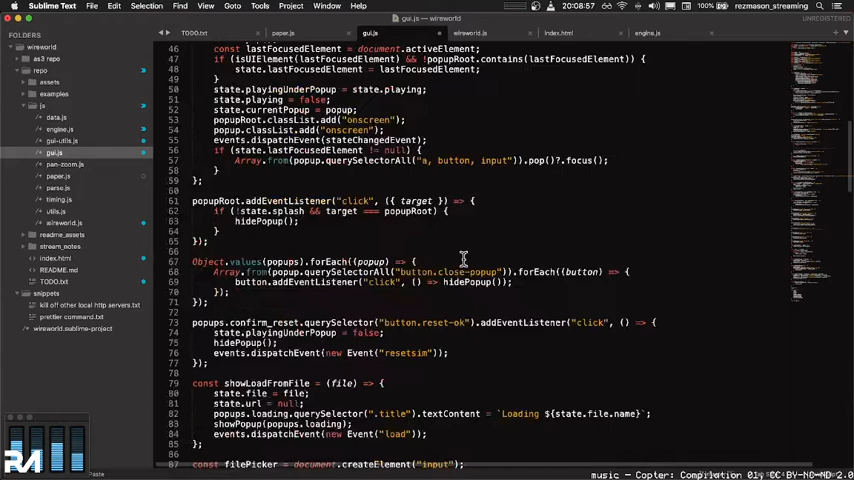 Sublime Text File Edit Selection Find View Goto Tools Project Window Help 100% 20:08:57 rezmason_streaming
gui.js — wireworld
UNREGISTERED
FOLDERS
TODO.txt
paper.js
gui.js
wireworld.js
index.html
engine.js
wireworld
as3 repo
repo
assets
examples
js
data.js
engine.js
gui-utils.js
gui.js
pan-zoom.js
paper.js
parse.js
timing.js
utils.js
wireworld.js
readme_assets
stream_notes
index.html
README.md
TODO.txt
snippets
kill off other local http servers.txt
prettier command.txt
wireworld.sublime-project
46 const lastFocusedElement = document.activeElement;
47 if (isUIElement(lastFocusedElement) && !popupRoot.contains(lastFocusedElement)) {
48 state.lastFocusedElement = lastFocusedElement;
49 }
50 state.playingUnderPopup = state.playing;
51 state.playing = false;
52 state.currentPopup = popup;
53 popupRoot.classList.add("onscreen");
54 popup.classList.add("onscreen");
55 events.dispatchEvent(stateChangedEvent);
56 if (state.lastFocusedElement != null) {
57 Array.from(popup.querySelectorAll("a, button, input")).pop()?.focus();
58 }
59 };
60
61 popupRoot.addEventListener("click", ({ target }) => {
62 if (!state.splash && target === popupRoot) {
63 hidePopup();
64 }
65 });
66
67 Object.values(popups).forEach((popup) => {
68 Array.from(popup.querySelectorAll("button.close-popup")).forEach((button) => {
69 button.addEventListener("click", () => hidePopup());
70 });
71 });
72
73 popups.confirm_reset.querySelector("button.reset-ok").addEventListener("click", () => {
74 state.playingUnderPopup = false;
75 hidePopup();
76 events.dispatchEvent(new Event("resetsim"));
77 });
78
79 const showLoadFromFile = (file) => {
80 state.file = file;
81 state.url = null;
82 popups.loading.querySelector(".title").textContent = `Loading ${state.file.name}`;
83 showPopup(popups.loading);
84 events.dispatchEvent(new Event("load"));
85 };
86
87 const filePicker = document.createElement("input");
RM
Paste
music - Copter: Compilation 01, CC BY-NC-ND 2.0